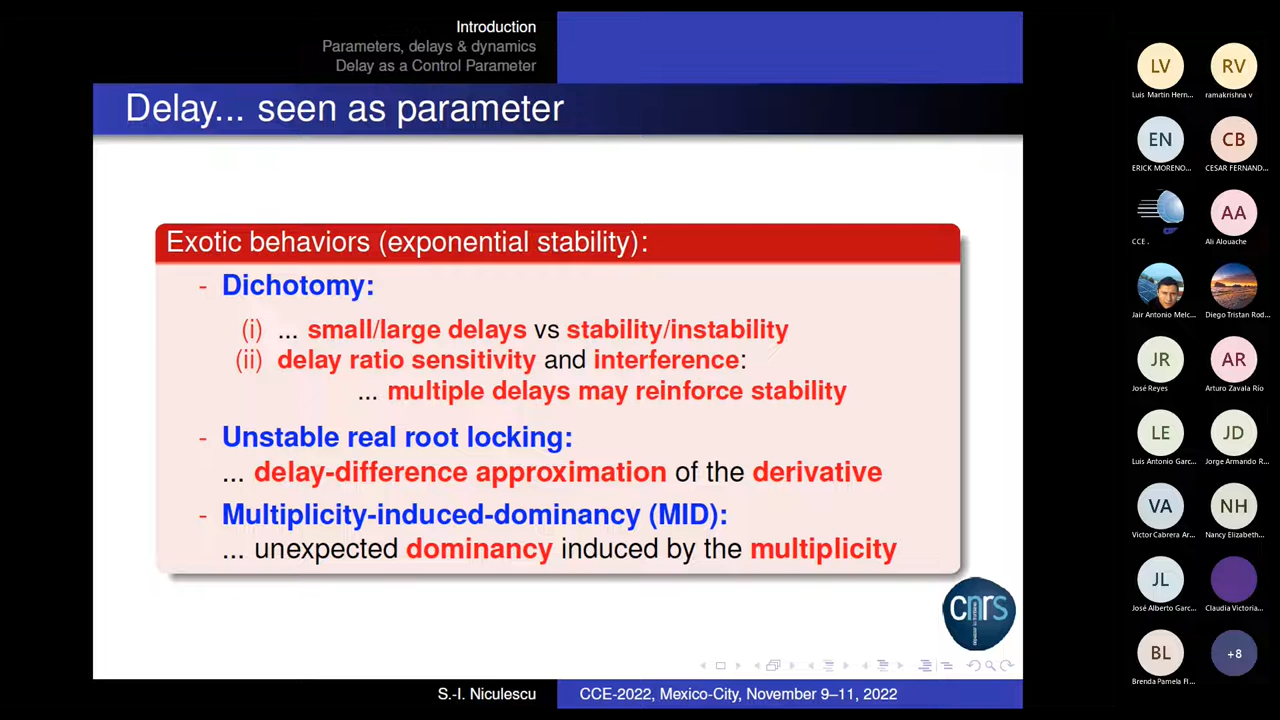 Introduction
Parameters, delays & dynamics
Delay as a Control Parameter
Delay... seen as parameter
Exotic behaviors (exponential stability):
- Dichotomy:
(i) ... small/large delays vs stability/instability
(ii) delay ratio sensitivity and interference:
... multiple delays may reinforce stability
- Unstable real root locking:
... delay-difference approximation of the derivative
- Multiplicity-induced-dominancy (MID):
... unexpected dominancy induced by the multiplicity
cnrs
S.-I. Niculescu
CCE-2022, Mexico-City, November 9–11, 2022
LV
RV
Luis Martin Hern...
ramakrishna v
EN
CB
ERICK MORENO...
CESAR FERNAND...
AA
CCE .
Ali Alouache
Jair Antonio Melc...
Diego Tristan Rod...
JR
AR
José Reyes
Arturo Zavala Río
LE
JD
Luis Antonio Garc...
Jorge Armando R...
VA
NH
Victor Cabrera Ar...
Nancy Elizabeth...
JL
José Alberto Garc...
Claudia Victoria...
BL
+8
Brenda Pamela Fl...